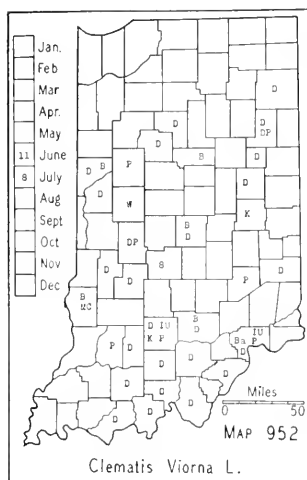 Jan.
Feb
Mar
Apr.
May
11 June
8 July
Aug
Sept
Oct
Nov
Dec
D
D
DP
D
D B
P
B
D
D
D
W
K
B
D
DP
8
D
D
P
D
B
MC
D IU
K P
B
D
IU
P
Ba
D
P
D
D
D
D
D
D
D
D
D
Miles
0 50
MAP 952
Clematis Viorna L.